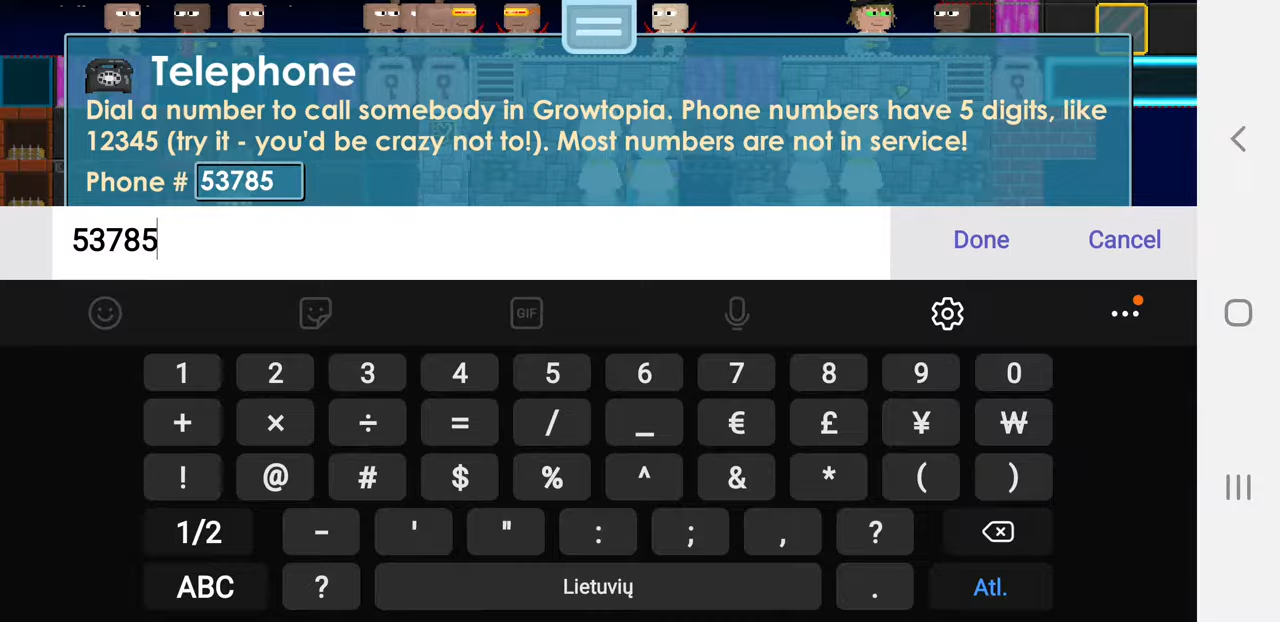 Telephone
Dial a number to call somebody in Growtopia. Phone numbers have 5 digits, like
12345 (try it - you'd be crazy not to!). Most numbers are not in service!
Phone # 53785
53785 Done Cancel
GIF
1 2 3 4 5 6 7 8 9 0
+ × ÷ = / _ € £ ¥ ₩
! @ # $ % ^ & * ( )
1/2 - ' " : ; , ?
ABC ? Lietuvių . Atl.